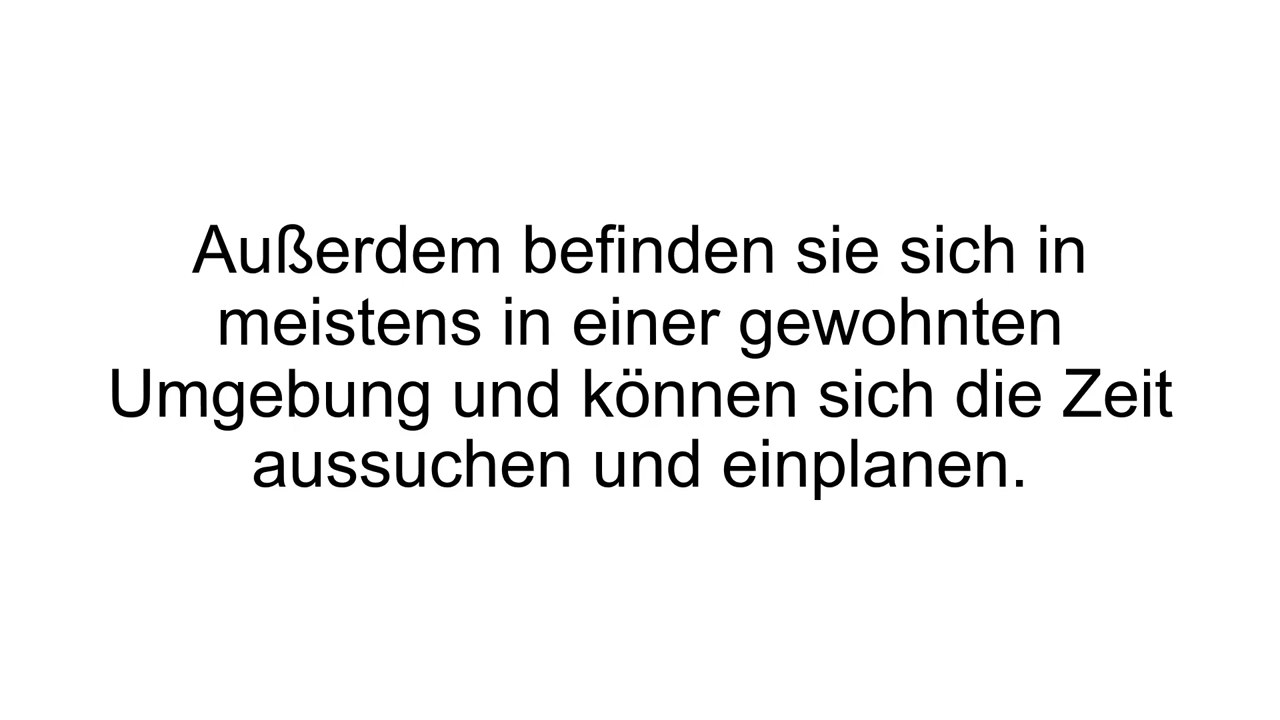 Außerdem befinden sie sich in
meistens in einer gewohnten
Umgebung und können sich die Zeit
aussuchen und einplanen.